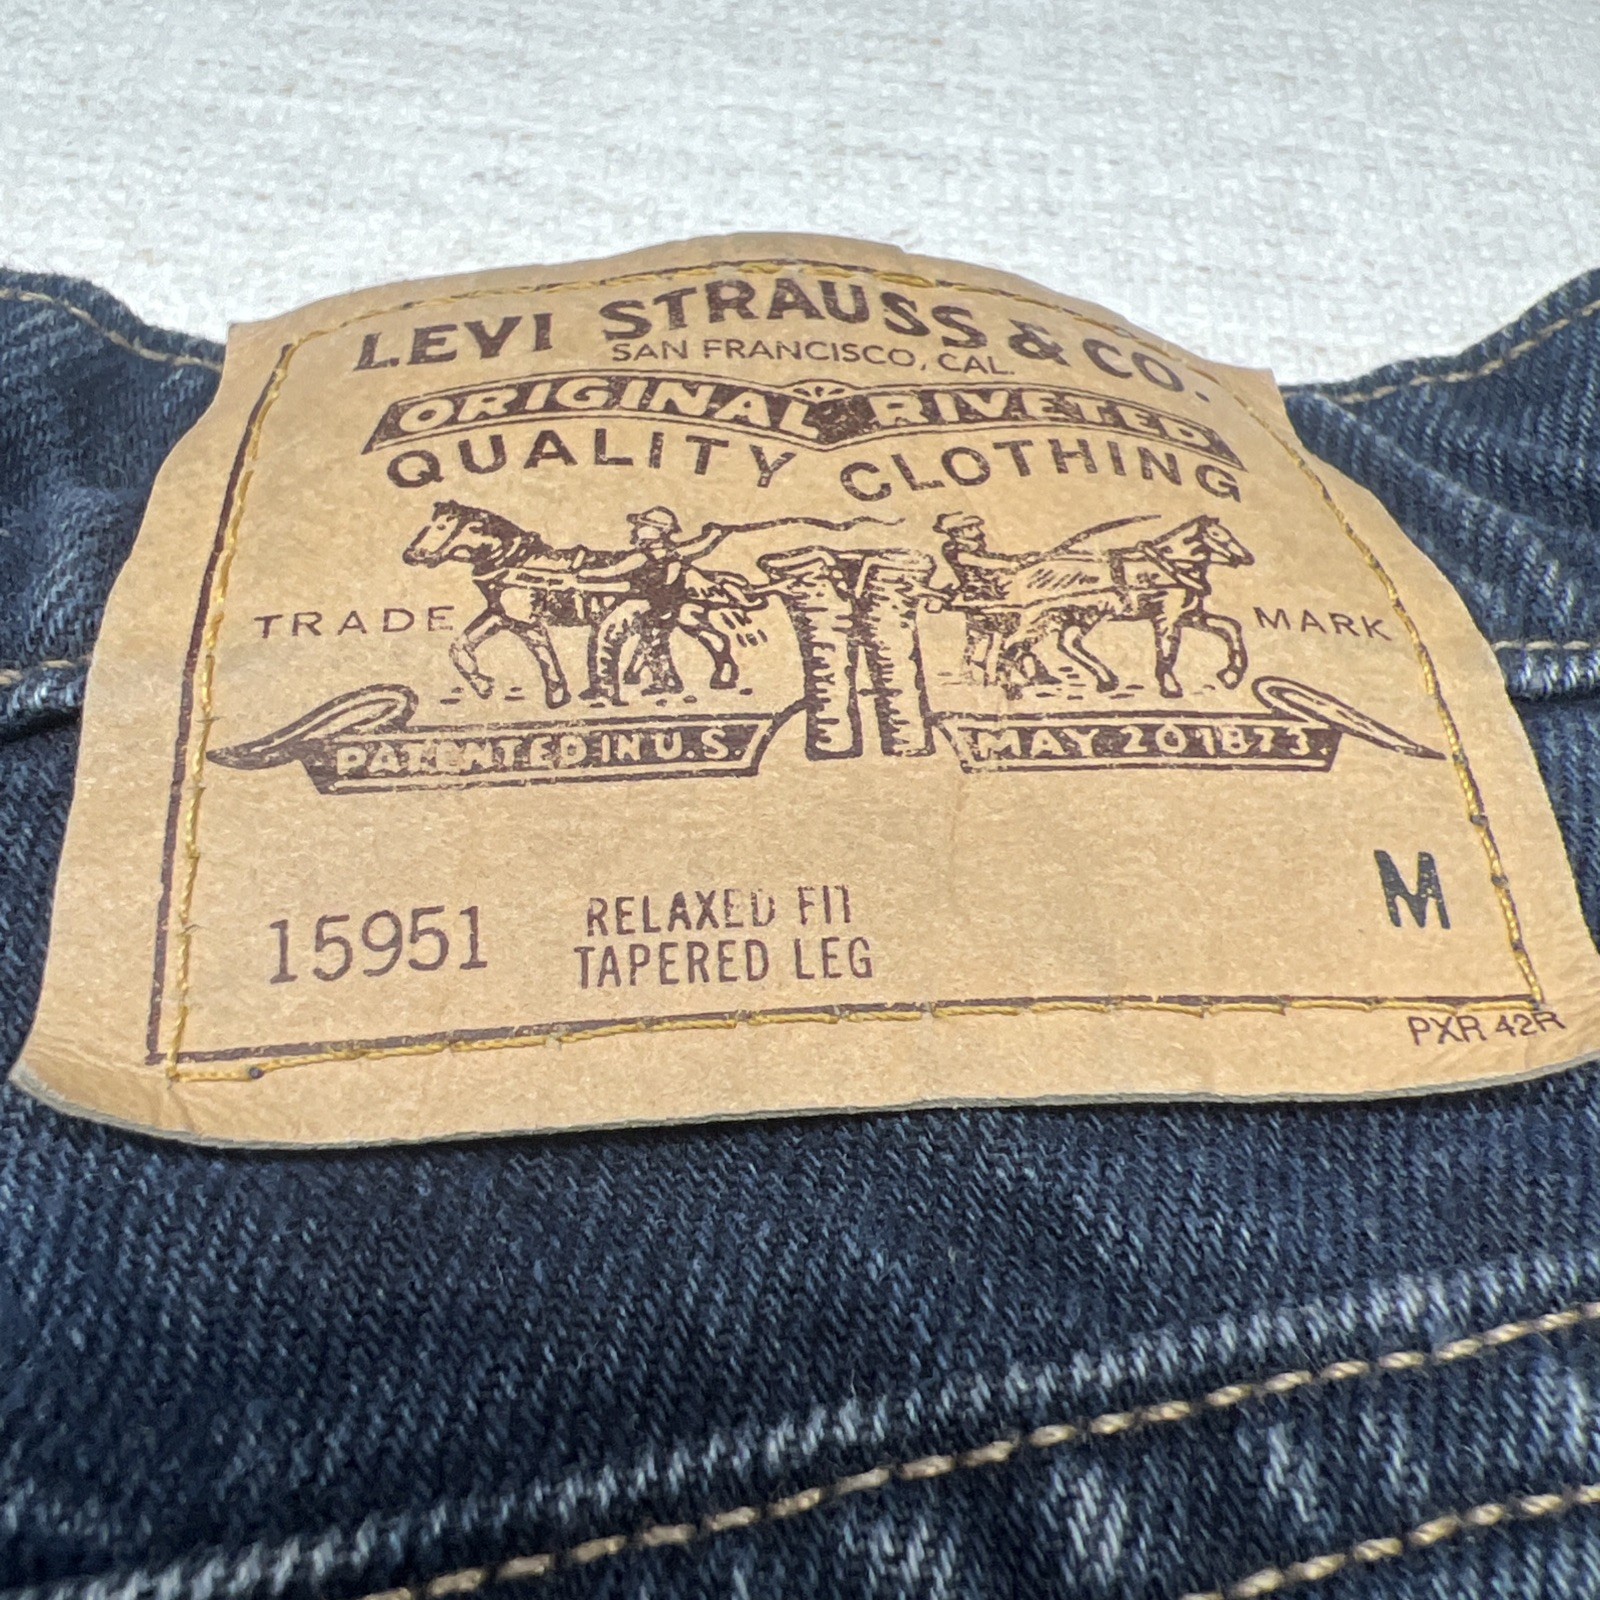 LEVI STRAUSS & CO.
SAN FRANCISCO, CAL.
ORIGINAL RIVETED
QUALITY CLOTHING
TRADE MARK
PATENTED IN U.S. MAY 20 1873.
15951 RELAXED FIT M
TAPERED LEG
PXR 42R